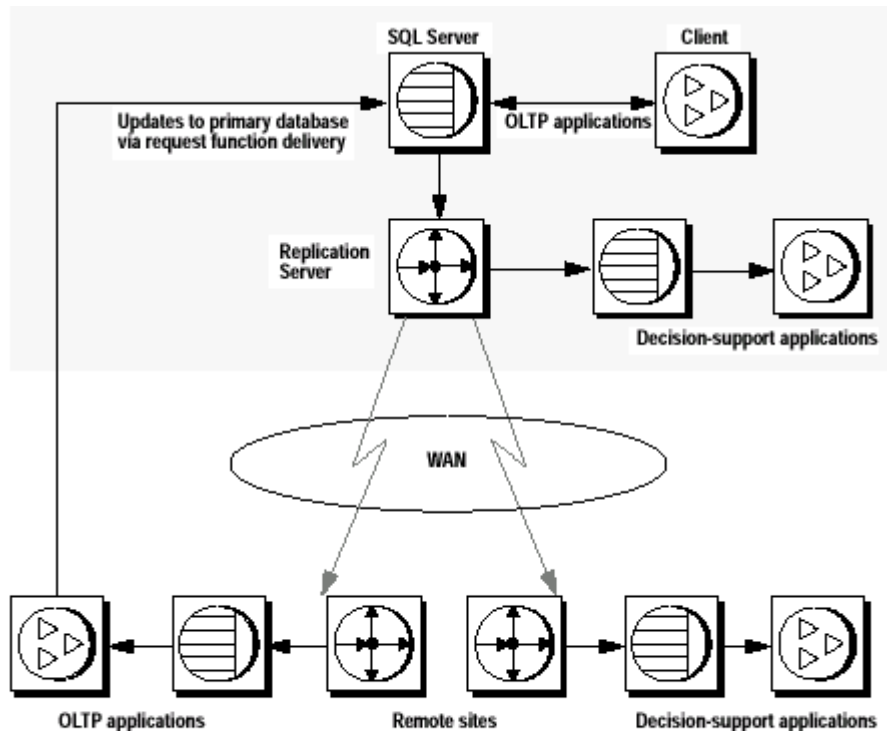 SQL Server
Client
Updates to primary database
via request function delivery
OLTP applications
Replication
Server
Decision-support applications
WAN
OLTP applications
Remote sites
Decision-support applications